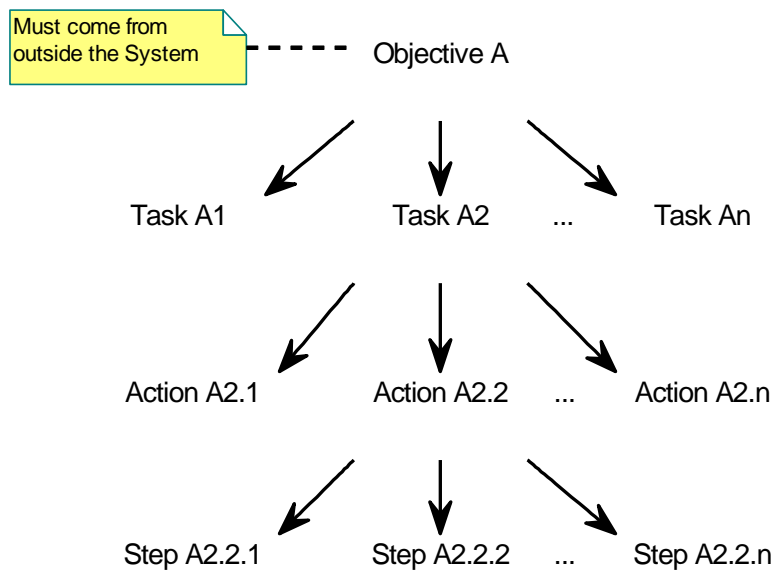 Must come from
outside the System
Objective A
Task A1 Task A2 ... Task An
Action A2.1 Action A2.2 ... Action A2.n
Step A2.2.1 Step A2.2.2 ... Step A2.2.n